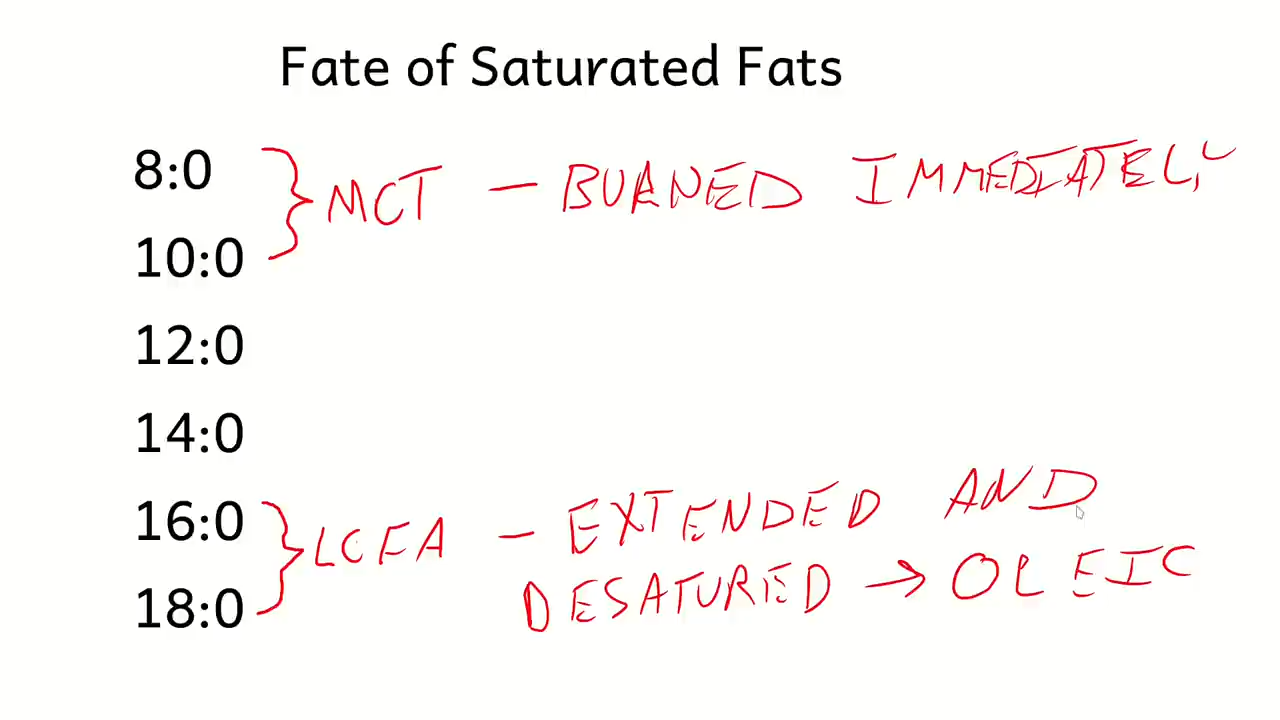 Fate of Saturated Fats
8:0
MCT – BURNED IMMEDIATELY
10:0
12:0
14:0
16:0
LCFA – EXTENDED AND
DESATURED → OLEIC
18:0